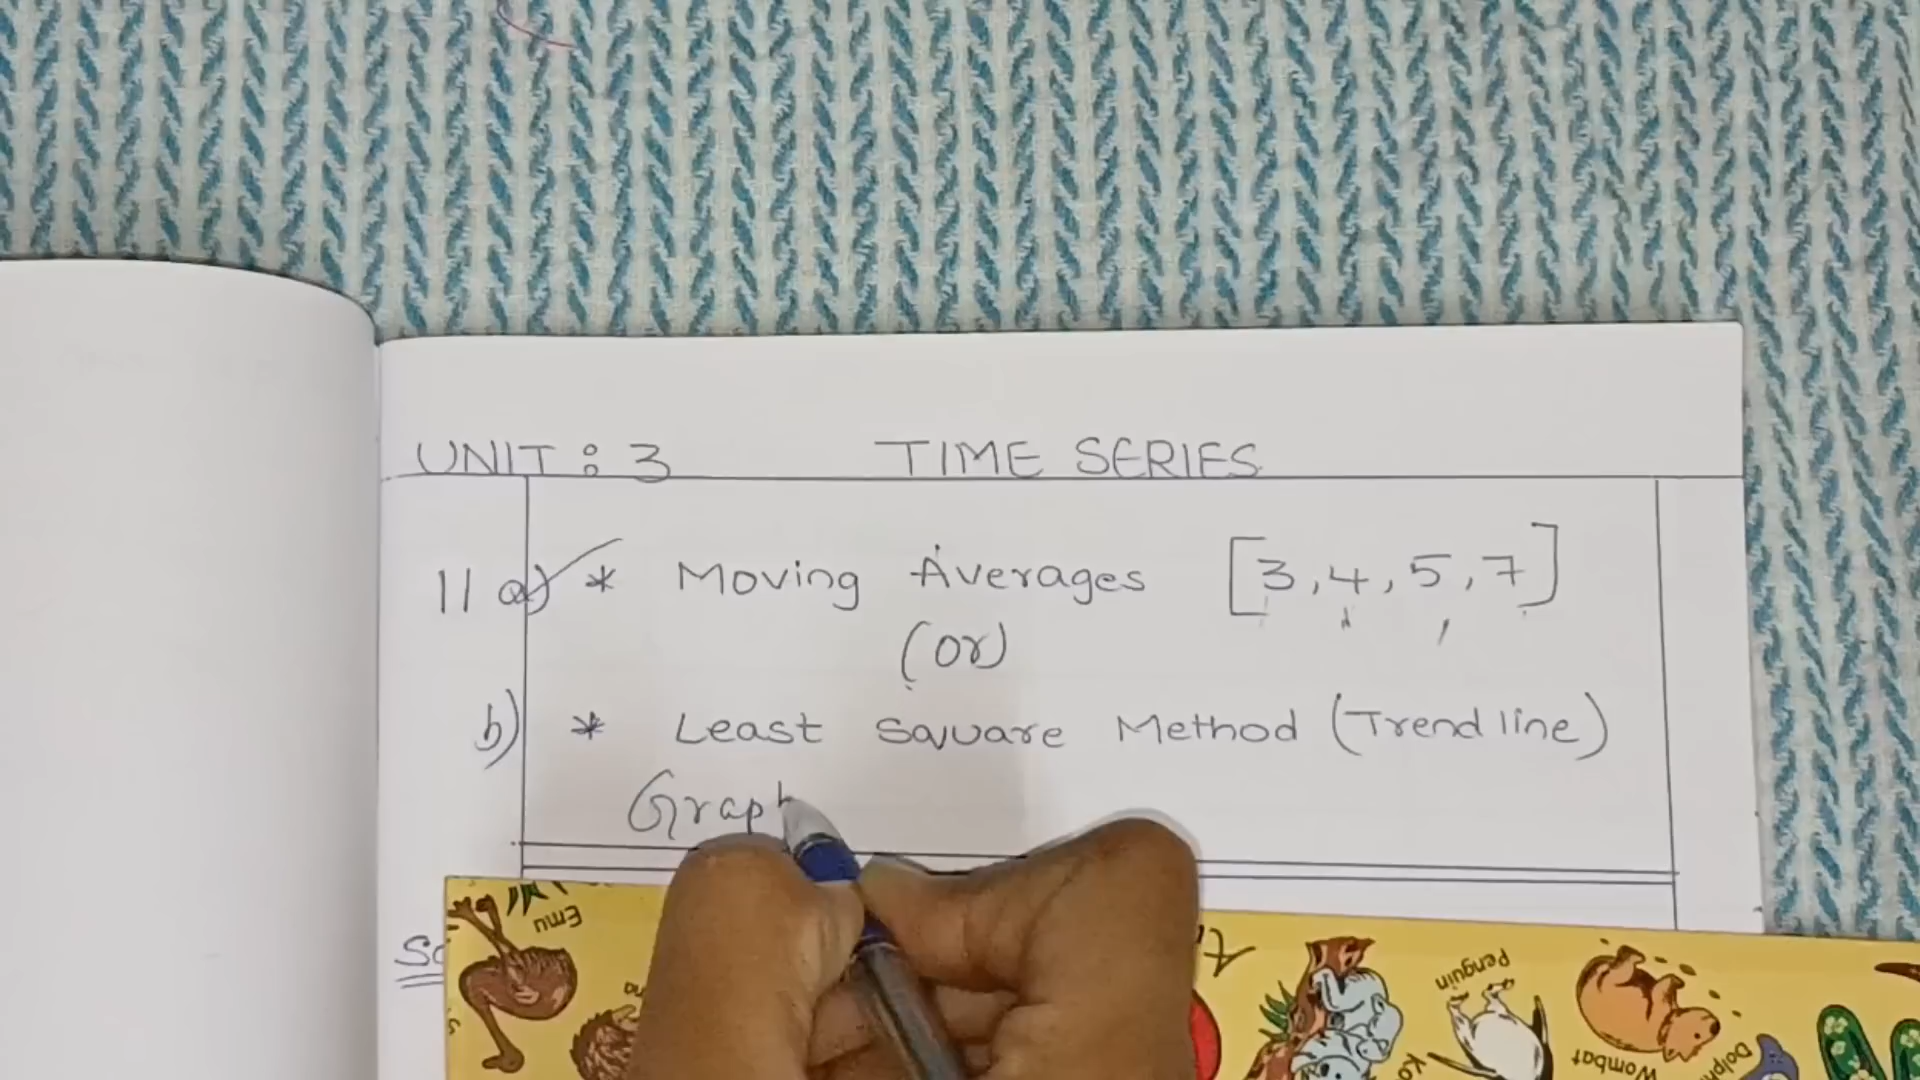 UNIT : 3 TIME SERIES
11 a) * Moving Averages [3, 4, 5, 7]
(or)
b) * Least Square Method (Trend line)
Graph
Emu
Penguin
Wombat